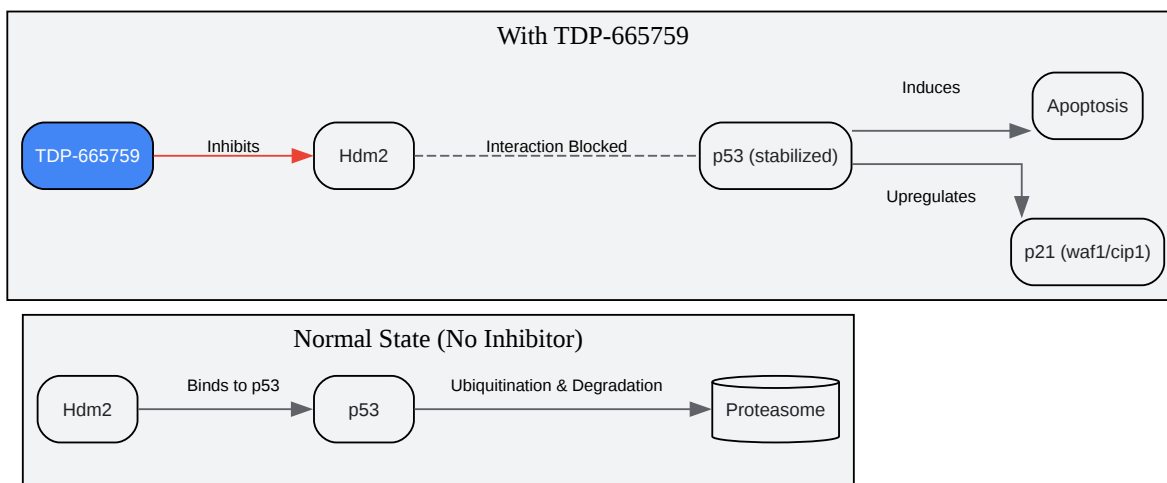 With TDP-665759
TDP-665759
Inhibits
Hdm2
Interaction Blocked
p53 (stabilized)
Induces
Apoptosis
Upregulates
p21 (waf1/cip1)
Normal State (No Inhibitor)
Hdm2
Binds to p53
p53
Ubiquitination & Degradation
Proteasome